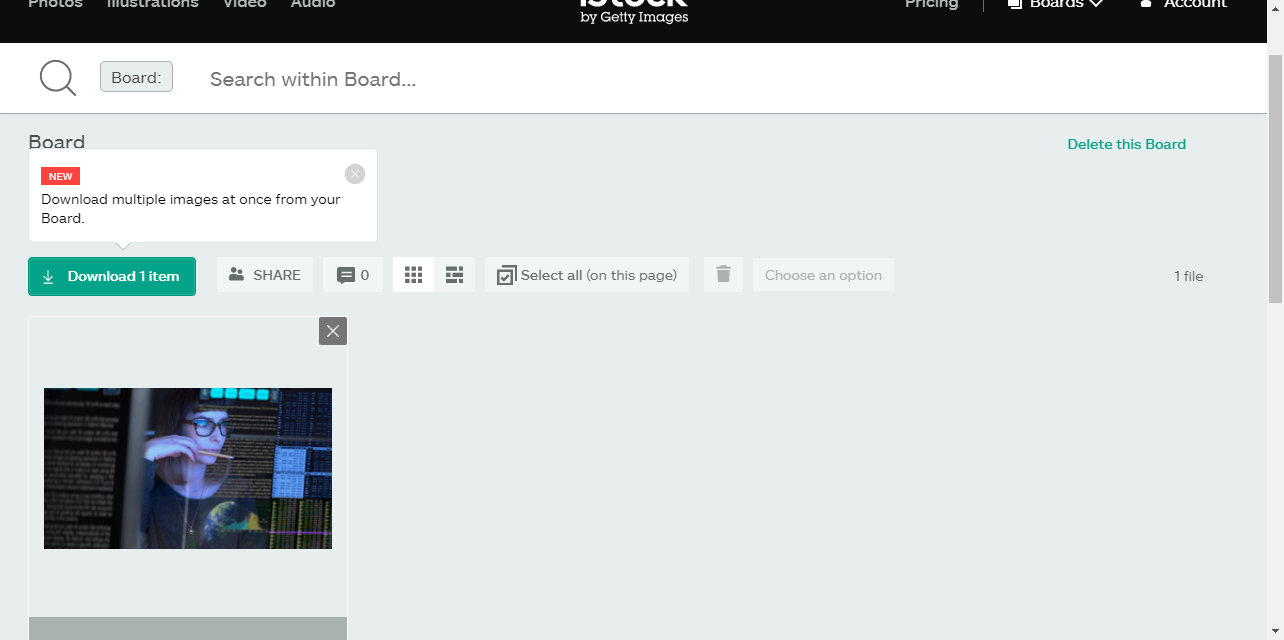 Photos Illustrations Video Audio
iStock
by Getty Images
Pricing Boards Account
Board: Search within Board...
Board
Delete this Board
NEW
Download multiple images at once from your
Board.
Download 1 item SHARE 0 Select all (on this page) Choose an option 1 file